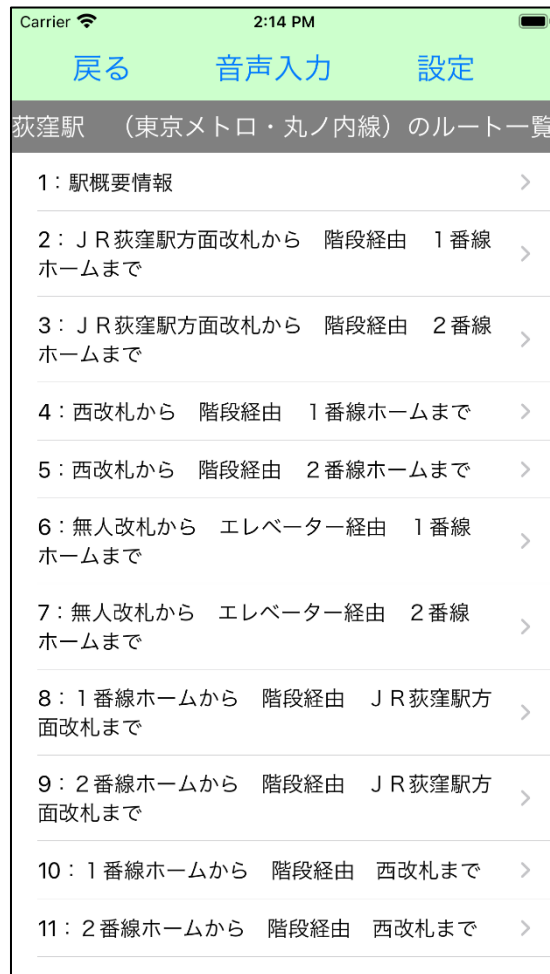 Carrier 2:14 PM
戻る 音声入力 設定
荻窪駅　（東京メトロ・丸ノ内線）のルート一覧
1：駅概要情報
2：ＪＲ荻窪駅方面改札から　階段経由　１番線
ホームまで
3：ＪＲ荻窪駅方面改札から　階段経由　２番線
ホームまで
4：西改札から　階段経由　１番線ホームまで
5：西改札から　階段経由　２番線ホームまで
6：無人改札から　エレベーター経由　１番線
ホームまで
7：無人改札から　エレベーター経由　２番線
ホームまで
8：１番線ホームから　階段経由　ＪＲ荻窪駅方
面改札まで
9：２番線ホームから　階段経由　ＪＲ荻窪駅方
面改札まで
10：１番線ホームから　階段経由　西改札まで
11：２番線ホームから　階段経由　西改札まで